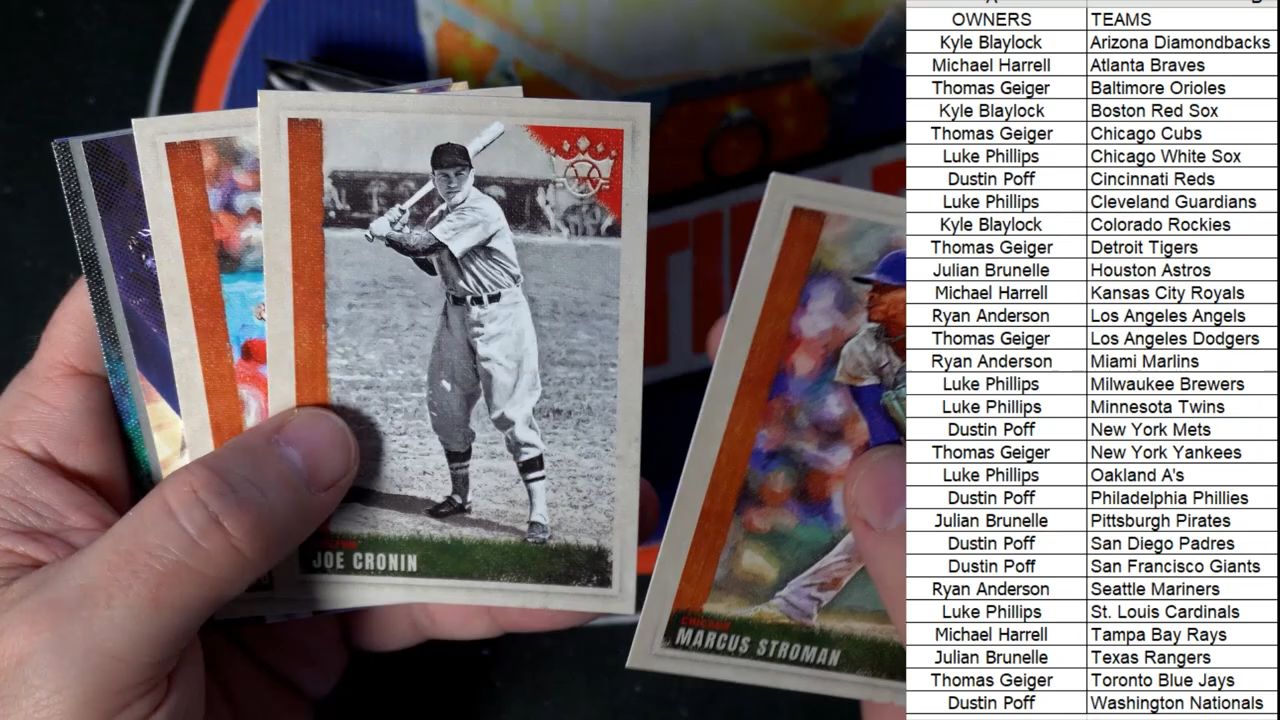 OWNERS TEAMS
Kyle Blaylock Arizona Diamondbacks
Michael Harrell Atlanta Braves
Thomas Geiger Baltimore Orioles
Kyle Blaylock Boston Red Sox
Thomas Geiger Chicago Cubs
Luke Phillips Chicago White Sox
Dustin Poff Cincinnati Reds
Luke Phillips Cleveland Guardians
Kyle Blaylock Colorado Rockies
Thomas Geiger Detroit Tigers
Julian Brunelle Houston Astros
Michael Harrell Kansas City Royals
Ryan Anderson Los Angeles Angels
Thomas Geiger Los Angeles Dodgers
Ryan Anderson Miami Marlins
Luke Phillips Milwaukee Brewers
Luke Phillips Minnesota Twins
Dustin Poff New York Mets
Thomas Geiger New York Yankees
Luke Phillips Oakland A's
Dustin Poff Philadelphia Phillies
Julian Brunelle Pittsburgh Pirates
Dustin Poff San Diego Padres
Dustin Poff San Francisco Giants
Ryan Anderson Seattle Mariners
Luke Phillips St. Louis Cardinals
Michael Harrell Tampa Bay Rays
Julian Brunelle Texas Rangers
Thomas Geiger Toronto Blue Jays
Dustin Poff Washington Nationals
JOE CRONIN
CHICAGO
MARCUS STROMAN